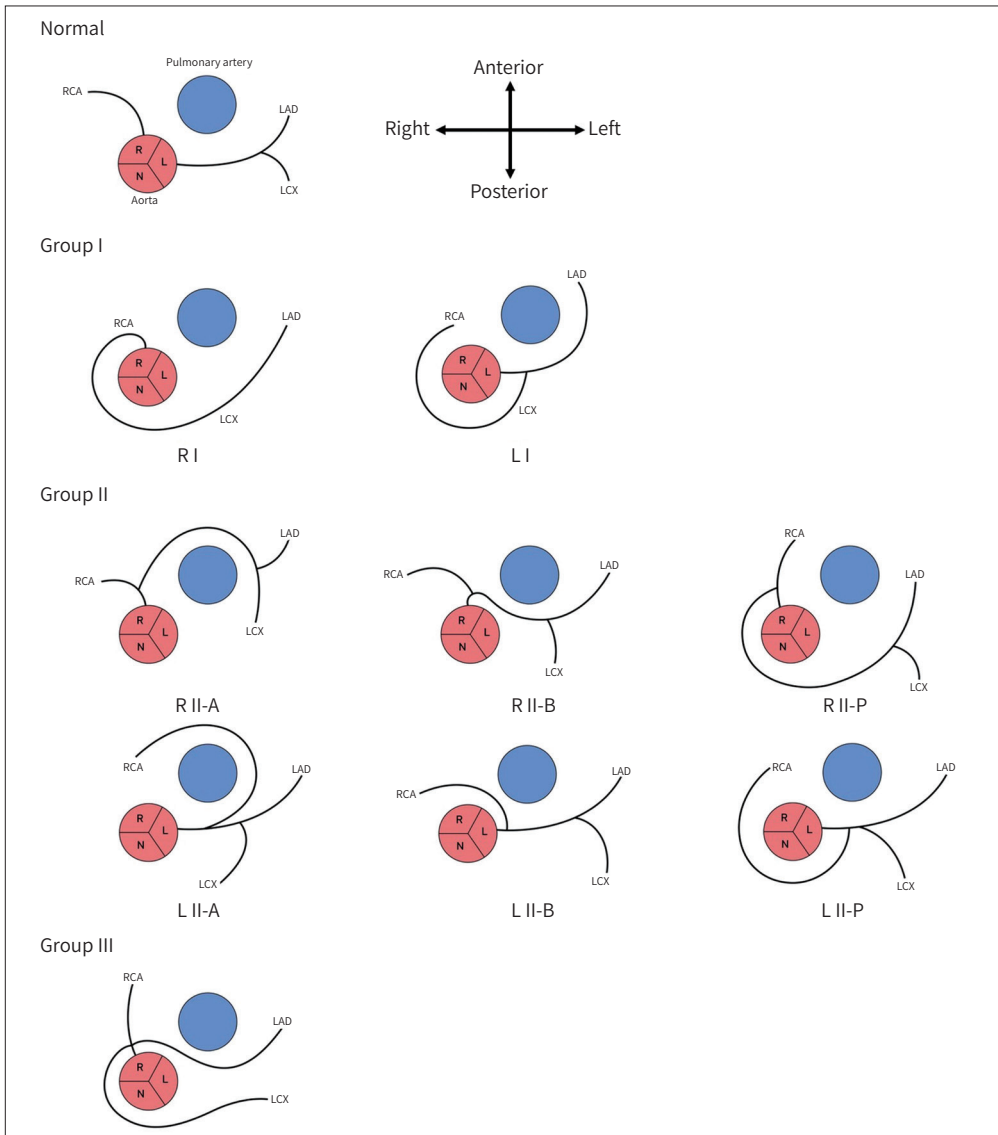 Normal
Pulmonary artery
RCA
LAD
R
L
N
LCX
Aorta
Anterior
Right
Left
Posterior
Group I
RCA
LAD
R
L
N
LCX
R I
LAD
RCA
R
L
N
LCX
L I
Group II
LAD
RCA
R
L
N
LCX
R II-A
RCA
LAD
R
L
N
LCX
R II-B
RCA
LAD
R
L
N
LCX
R II-P
RCA
LAD
R
L
N
LCX
L II-A
LAD
RCA
R
L
N
LCX
L II-B
RCA
LAD
R
L
N
LCX
L II-P
Group III
RCA
LAD
R
L
N
LCX